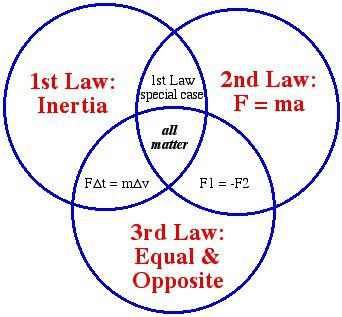 1st Law:
Inertia
1st Law
special case
2nd Law:
F = ma
all
matter
FΔt = mΔv
F1 = -F2
3rd Law:
Equal &
Opposite